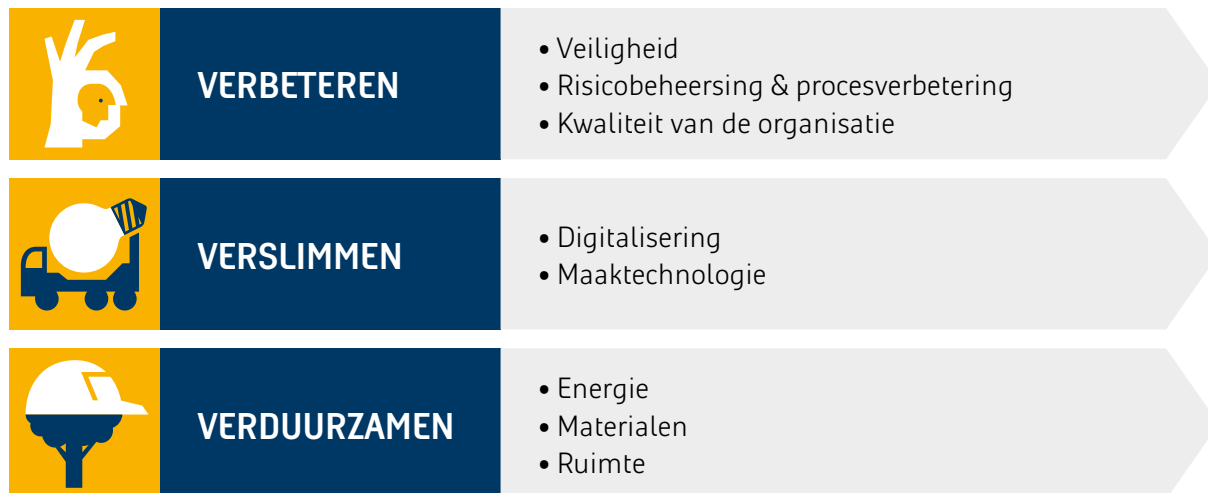 VERBETEREN
• Veiligheid
• Risicobeheersing & procesverbetering
• Kwaliteit van de organisatie
VERSLIMMEN
• Digitalisering
• Maaktechnologie
VERDUURZAMEN
• Energie
• Materialen
• Ruimte